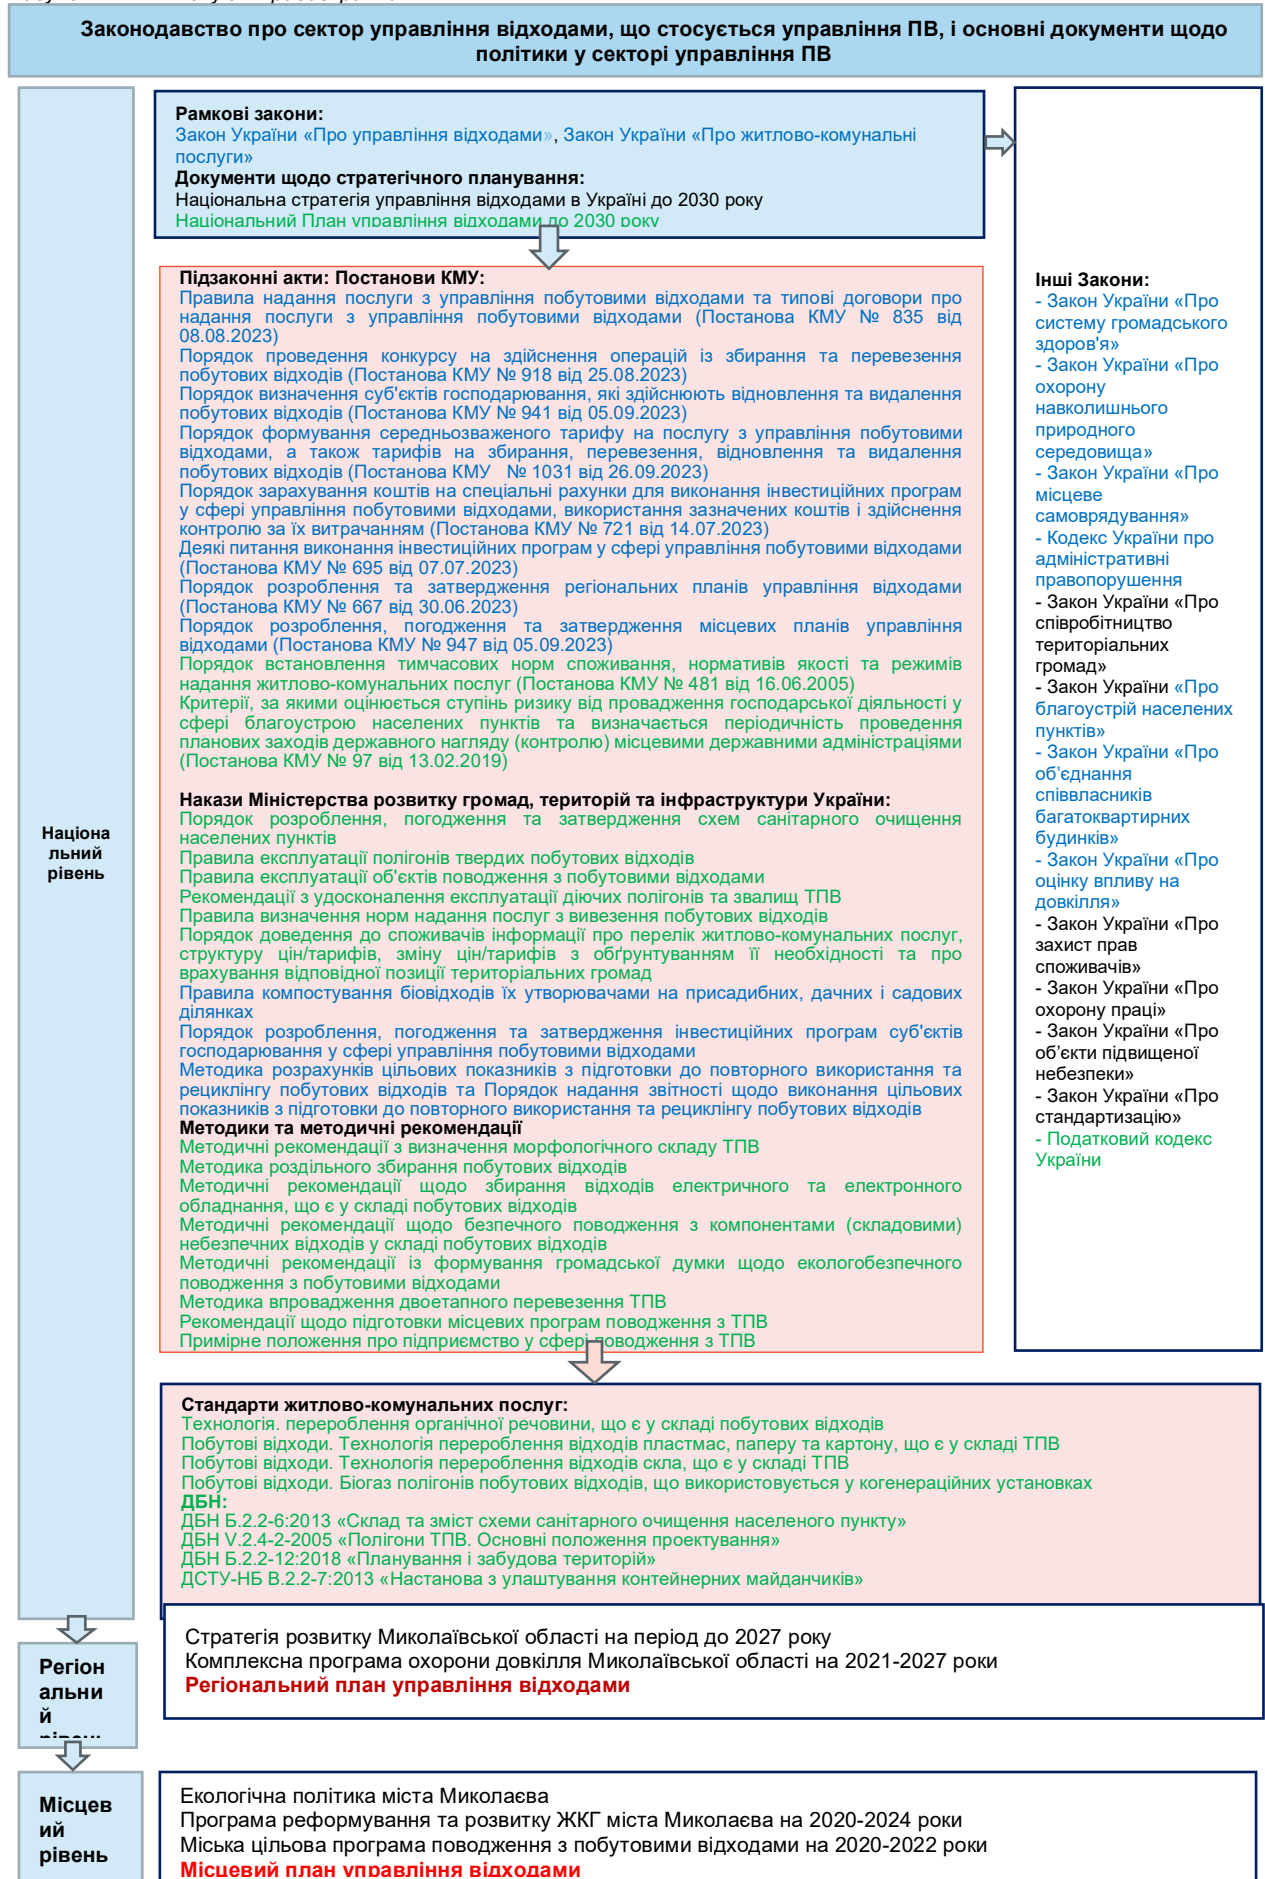 Законодавство про сектор управління відходами, що стосується управління ПВ, і основні документи щодо
політики у секторі управління ПВ
Рамкові закони:
Закон України «Про управління відходами», Закон України «Про житлово-комунальні
послуги»
Документи щодо стратегічного планування:
Національна стратегія управління відходами в Україні до 2030 року
Національний План управління відходами до 2030 року
Підзаконні акти: Постанови КМУ:
Правила надання послуги з управління побутовими відходами та типові договори про
надання послуги з управління побутовими відходами (Постанова КМУ № 835 від
08.08.2023)
Порядок проведення конкурсу на здійснення операцій із збирання та перевезення
побутових відходів (Постанова КМУ № 918 від 25.08.2023)
Порядок визначення суб'єктів господарювання, які здійснюють відновлення та видалення
побутових відходів (Постанова КМУ № 941 від 05.09.2023)
Порядок формування середньозваженого тарифу на послугу з управління побутовими
відходами, а також тарифів на збирання, перевезення, відновлення та видалення
побутових відходів (Постанова КМУ № 1031 від 26.09.2023)
Порядок зарахування коштів на спеціальні рахунки для виконання інвестиційних програм
у сфері управління побутовими відходами, використання зазначених коштів і здійснення
контролю за їх витрачанням (Постанова КМУ № 721 від 14.07.2023)
Деякі питання виконання інвестиційних програм у сфері управління побутовими відходами
(Постанова КМУ № 695 від 07.07.2023)
Порядок розроблення та затвердження регіональних планів управління відходами
(Постанова КМУ № 667 від 30.06.2023)
Порядок розроблення, погодження та затвердження місцевих планів управління
відходами (Постанова КМУ № 947 від 05.09.2023)
Порядок встановлення тимчасових норм споживання, нормативів якості та режимів
надання житлово-комунальних послуг (Постанова КМУ № 481 від 16.06.2005)
Критерії, за якими оцінюється ступінь ризику від провадження господарської діяльності у
сфері благоустрою населених пунктів та визначається періодичність проведення
планових заходів державного нагляду (контролю) місцевими державними адміністраціями
(Постанова КМУ № 97 від 13.02.2019)
Накази Міністерства розвитку громад, територій та інфраструктури України:
Порядок розроблення, погодження та затвердження схем санітарного очищення
населених пунктів
Правила експлуатації полігонів твердих побутових відходів
Правила експлуатації об'єктів поводження з побутовими відходами
Рекомендації з удосконалення експлуатації діючих полігонів та звалищ ТПВ
Правила визначення норм надання послуг з вивезення побутових відходів
Порядок доведення до споживачів інформації про перелік житлово-комунальних послуг,
структуру цін/тарифів, зміну цін/тарифів з обґрунтуванням її необхідності та про
врахування відповідної позиції територіальних громад
Правила компостування біовідходів їх утворювачами на присадибних, дачних і садових
ділянках
Порядок розроблення, погодження та затвердження інвестиційних програм суб'єктів
господарювання у сфері управління побутовими відходами
Методика розрахунків цільових показників з підготовки до повторного використання та
рециклінгу побутових відходів та Порядок надання звітності щодо виконання цільових
показників з підготовки до повторного використання та рециклінгу побутових відходів
Методики та методичні рекомендації
Методичні рекомендації з визначення морфологічного складу ТПВ
Методика роздільного збирання побутових відходів
Методичні рекомендації щодо збирання відходів електричного та електронного
обладнання, що є у складі побутових відходів
Методичні рекомендації щодо безпечного поводження з компонентами (складовими)
небезпечних відходів у складі побутових відходів
Методичні рекомендації із формування громадської думки щодо екологобезпечного
поводження з побутовими відходами
Методика впровадження двоетапного перевезення ТПВ
Рекомендації щодо підготовки місцевих програм поводження з ТПВ
Примірне положення про підприємство у сфері поводження з ТПВ
Інші Закони:
- Закон України «Про
систему громадського
здоров'я»
- Закон України «Про
охорону
навколишнього
природного
середовища»
- Закон України «Про
місцеве
самоврядування»
- Кодекс України про
адміністративні
правопорушення
- Закон України «Про
співробітництво
територіальних
громад»
- Закон України «Про
благоустрій населених
пунктів»
- Закон України «Про
об’єднання
співвласників
багатоквартирних
будинків»
- Закон України «Про
оцінку впливу на
довкілля»
- Закон України «Про
захист прав
споживачів»
- Закон України «Про
охорону праці»
- Закон України «Про
об’єкти підвищеної
небезпеки»
- Закон України «Про
стандартизацію»
- Податковий кодекс
України
Націона
льний
рівень
Стандарти житлово-комунальних послуг:
Технологія. перероблення органічної речовини, що є у складі побутових відходів
Побутові відходи. Технологія перероблення відходів пластмас, паперу та картону, що є у складі ТПВ
Побутові відходи. Технологія перероблення відходів скла, що є у складі ТПВ
Побутові відходи. Біогаз полігонів побутових відходів, що використовується у когенераційних установках
ДБН:
ДБН Б.2.2-6:2013 «Склад та зміст схеми санітарного очищення населеного пункту»
ДБН V.2.4-2-2005 «Полігони ТПВ. Основні положення проектування»
ДБН Б.2.2-12:2018 «Планування і забудова територій»
ДСТУ-НБ В.2.2-7:2013 «Настанова з улаштування контейнерних майданчиків»
Регіон
альни
й
рівень
Стратегія розвитку Миколаївської області на період до 2027 року
Комплексна програма охорони довкілля Миколаївської області на 2021-2027 роки
Регіональний план управління відходами
Місцев
ий
рівень
Екологічна політика міста Миколаєва
Програма реформування та розвитку ЖКГ міста Миколаєва на 2020-2024 роки
Міська цільова програма поводження з побутовими відходами на 2020-2022 роки
Місцевий план управління відходами